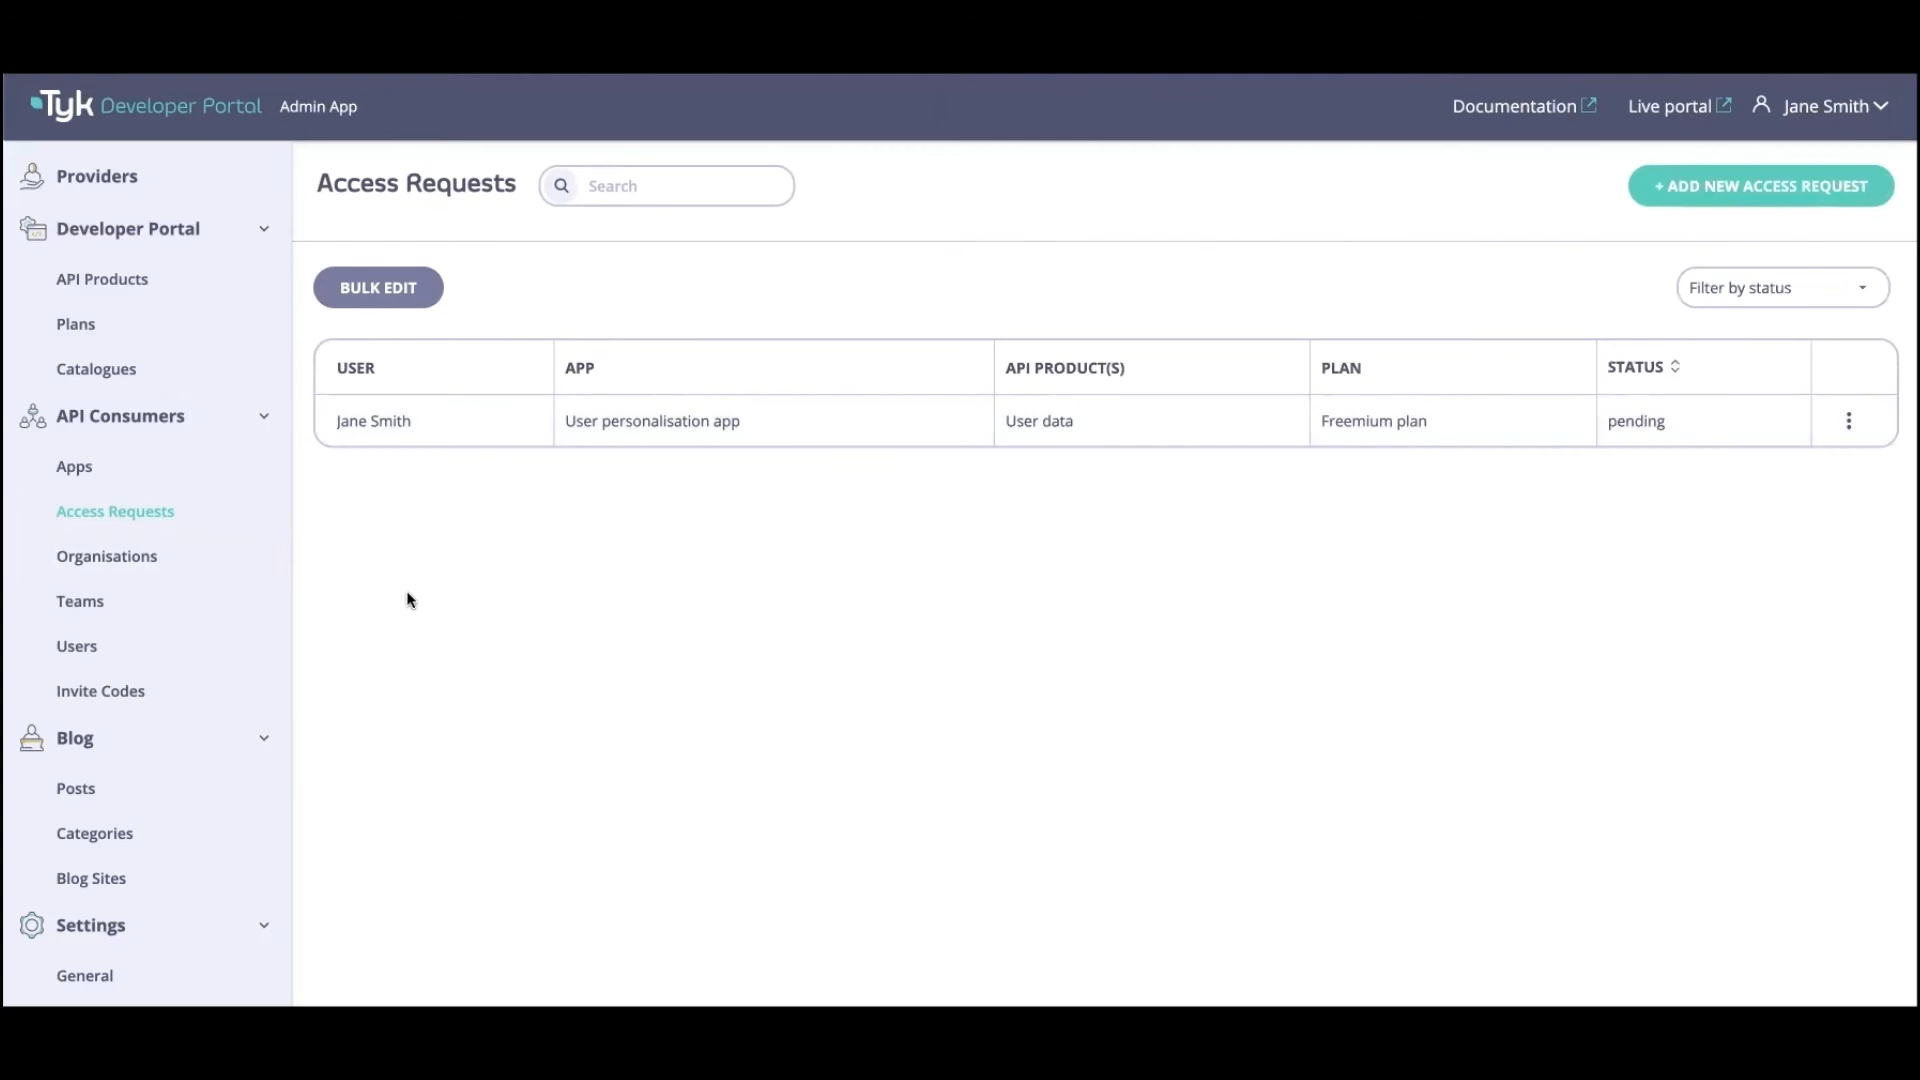 Tyk Developer Portal Admin App
Documentation
Live portal
Jane Smith
Providers
Developer Portal
API Products
Plans
Catalogues
API Consumers
Apps
Access Requests
Organisations
Teams
Users
Invite Codes
Blog
Posts
Categories
Blog Sites
Settings
General
Access Requests
Search
+ ADD NEW ACCESS REQUEST
BULK EDIT
Filter by status
USER APP API PRODUCT(S) PLAN STATUS
Jane Smith User personalisation app User data Freemium plan pending